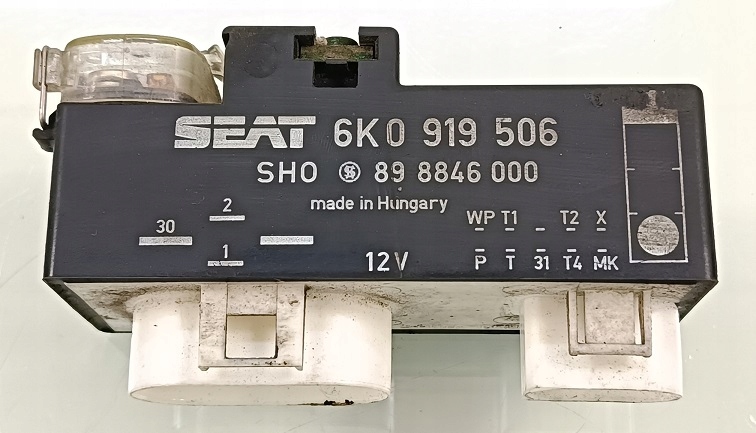 SEAT 6K0 919 506
SHO 89 8846 000
made in Hungary
2
30
1
12V
WP T1 T2 X
P T 31 T4 MK